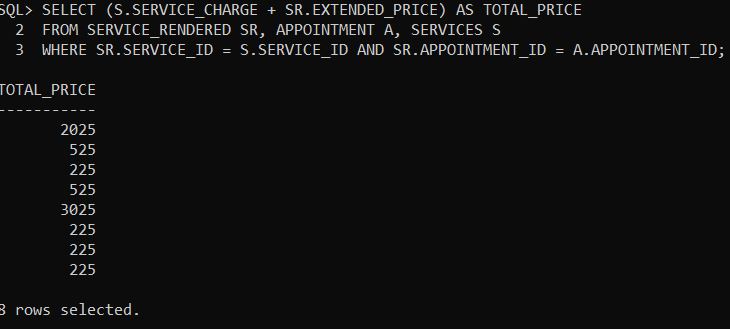 SQL> SELECT (S.SERVICE_CHARGE + SR.EXTENDED_PRICE) AS TOTAL_PRICE
2 FROM SERVICE_RENDERED SR, APPOINTMENT A, SERVICES S
3 WHERE SR.SERVICE_ID = S.SERVICE_ID AND SR.APPOINTMENT_ID = A.APPOINTMENT_ID;
TOTAL_PRICE
-----------
2025
525
225
525
3025
225
225
225
8 rows selected.